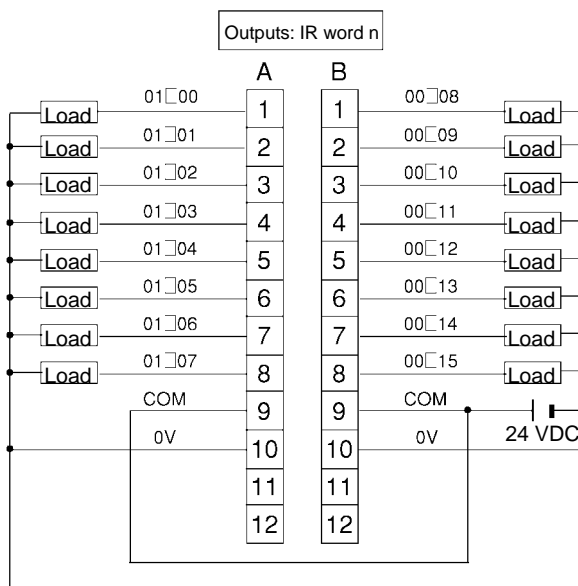 Outputs: IR word n
A B
Load 01□00 1 1 00□08 Load
Load 01□01 2 2 00□09 Load
Load 01□02 3 3 00□10 Load
Load 01□03 4 4 00□11 Load
Load 01□04 5 5 00□12 Load
Load 01□05 6 6 00□13 Load
Load 01□06 7 7 00□14 Load
Load 01□07 8 8 00□15 Load
COM 9 9 COM
0V 10 10 0V 24 VDC
11 11
12 12